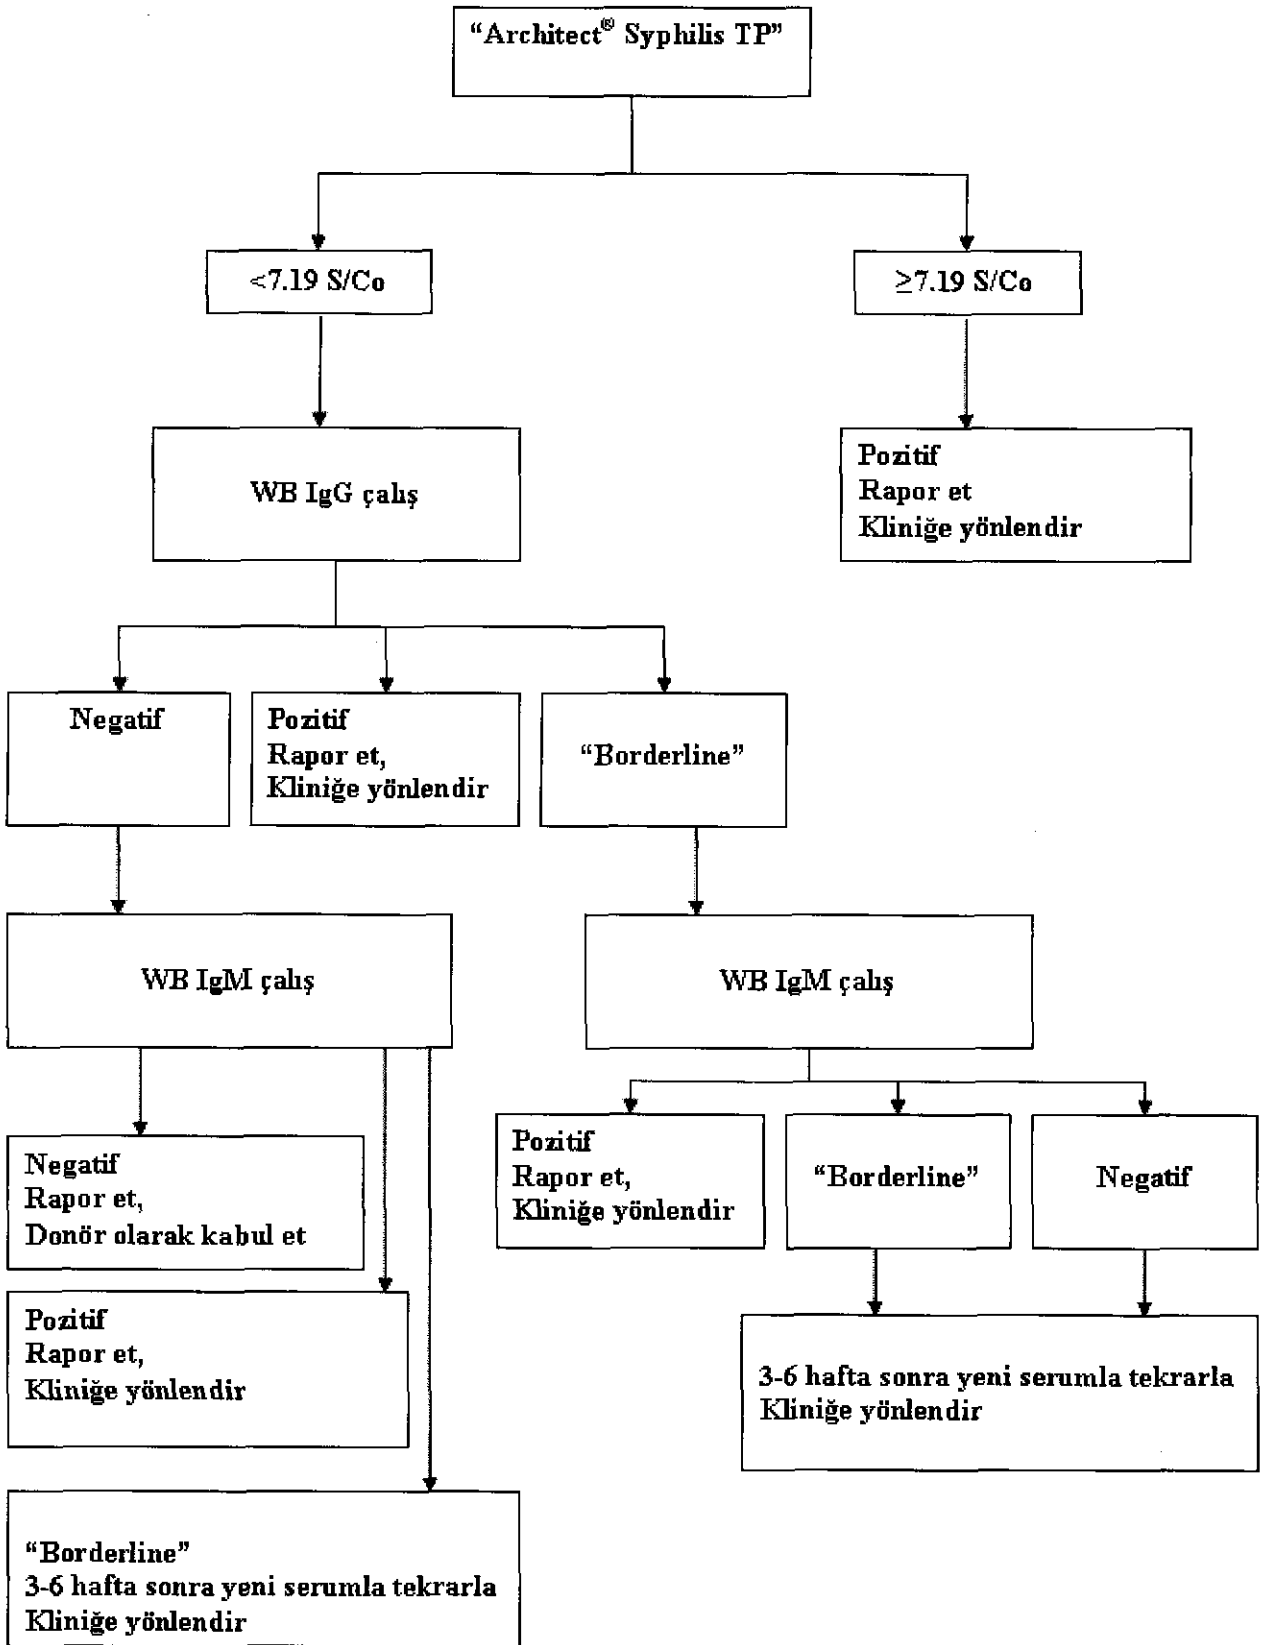 “Architect® Syphilis TP”
<7.19 S/Co
≥7.19 S/Co
WB IgG çalış
Pozitif
Rapor et
Kliniğe yönlendir
Negatif
Pozitif
Rapor et,
Kliniğe yönlendir
“Borderline”
WB IgM çalış
WB IgM çalış
Negatif
Rapor et,
Donör olarak kabul et
Pozitif
Rapor et,
Kliniğe yönlendir
“Borderline”
Negatif
Pozitif
Rapor et,
Kliniğe yönlendir
3-6 hafta sonra yeni serumla tekrarla
Kliniğe yönlendir
“Borderline”
3-6 hafta sonra yeni serumla tekrarla
Kliniğe yönlendir